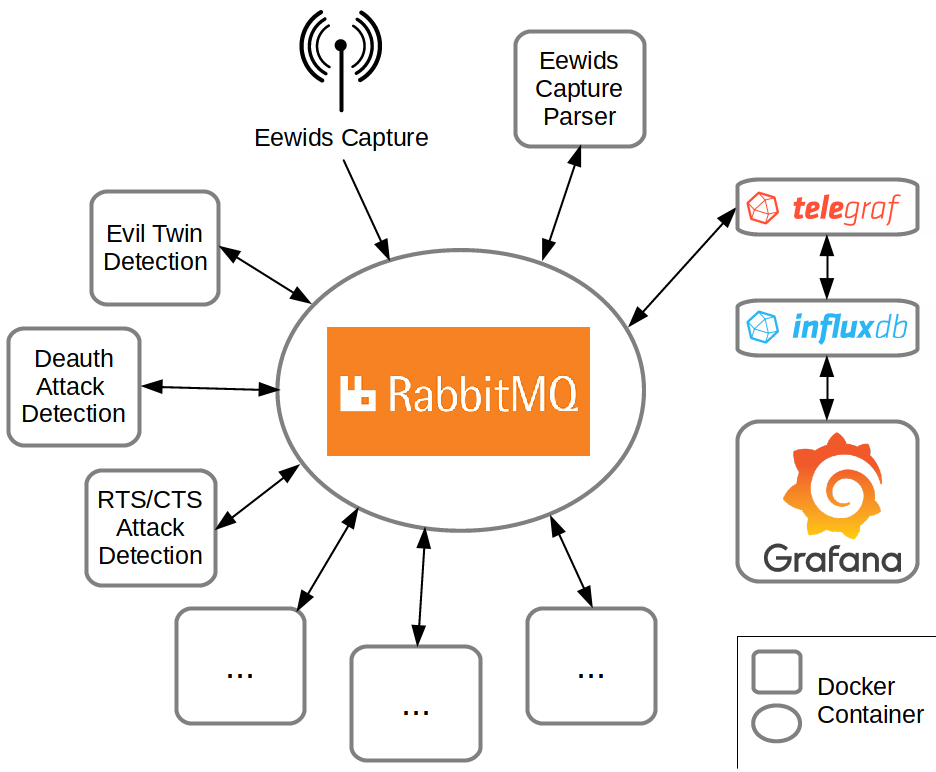 Eewids
Capture
Parser
Eewids Capture
telegraf
Evil Twin
Detection
influxdb
Deauth
Attack
Detection
RabbitMQ
RTS/CTS
Attack
Detection
Grafana
...
...
...
Docker
Container